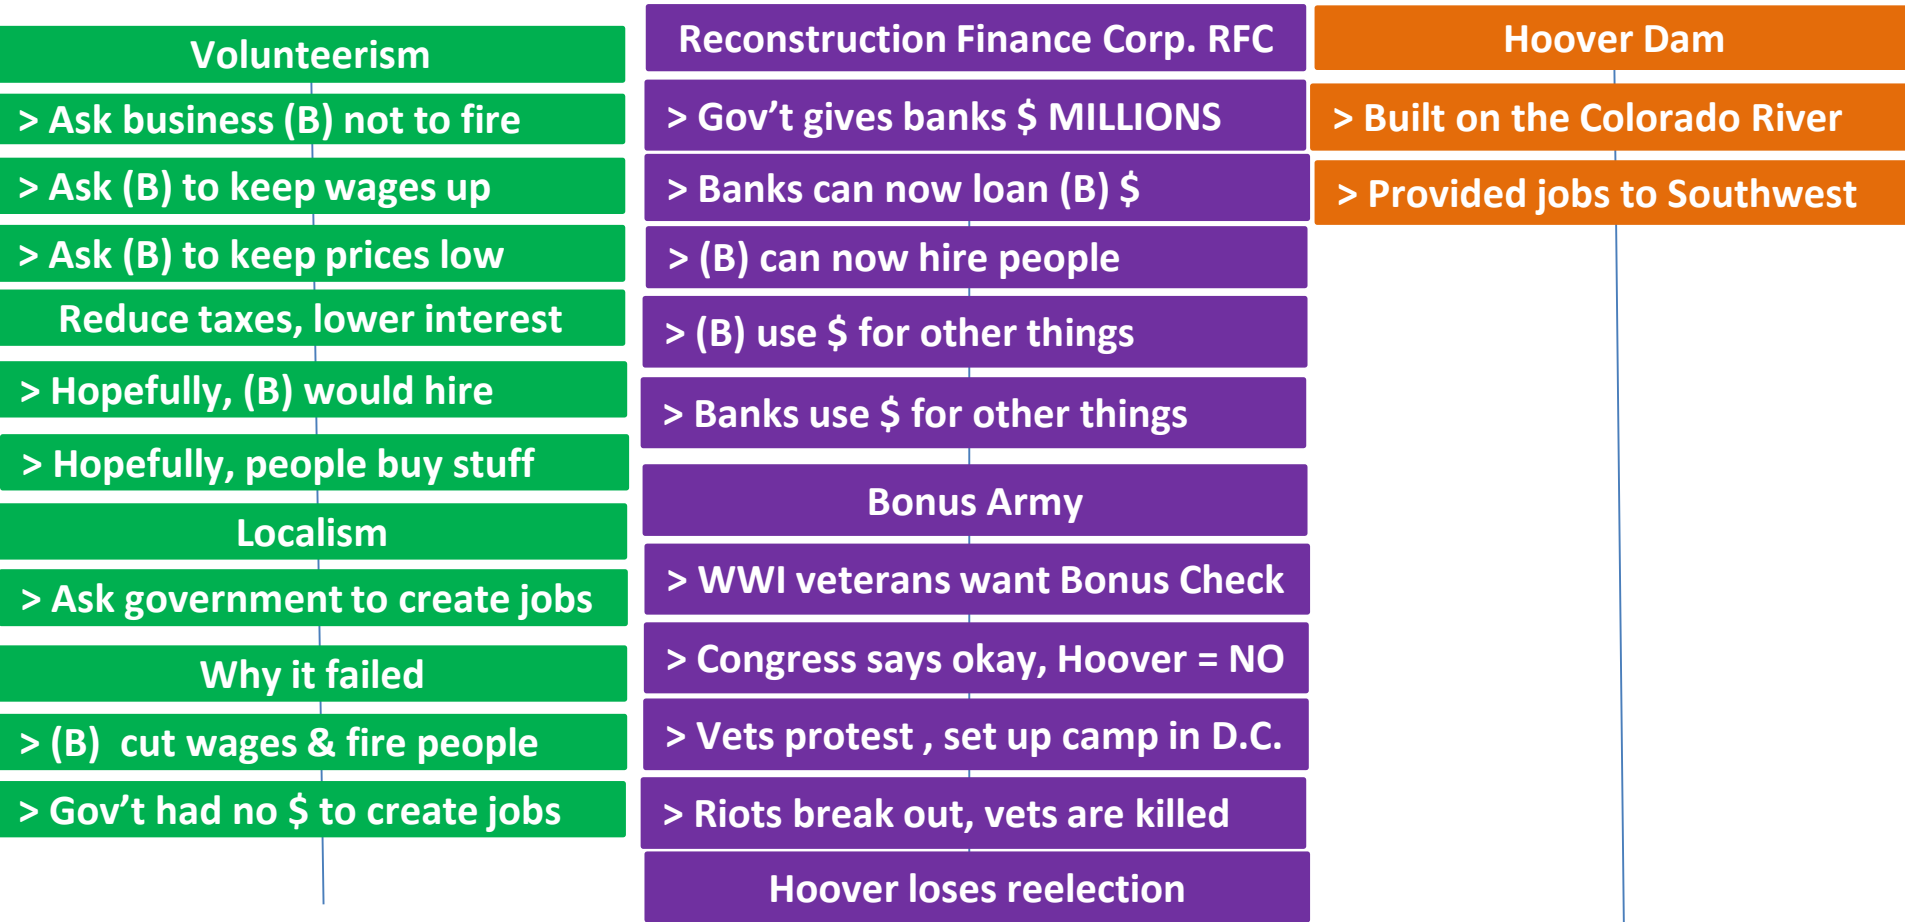 Volunteerism
> Ask business (B) not to fire
> Ask (B) to keep wages up
> Ask (B) to keep prices low
Reduce taxes, lower interest
> Hopefully, (B) would hire
> Hopefully, people buy stuff
Localism
> Ask government to create jobs
Why it failed
> (B)  cut wages & fire people
> Gov’t had no $ to create jobs
Reconstruction Finance Corp. RFC
> Gov’t gives banks $ MILLIONS
> Banks can now loan (B) $
> (B) can now hire people
> (B) use $ for other things
> Banks use $ for other things
Bonus Army
> WWI veterans want Bonus Check
> Congress says okay, Hoover = NO
> Vets protest , set up camp in D.C.
> Riots break out, vets are killed
Hoover loses reelection
Hoover Dam
> Built on the Colorado River
> Provided jobs to Southwest